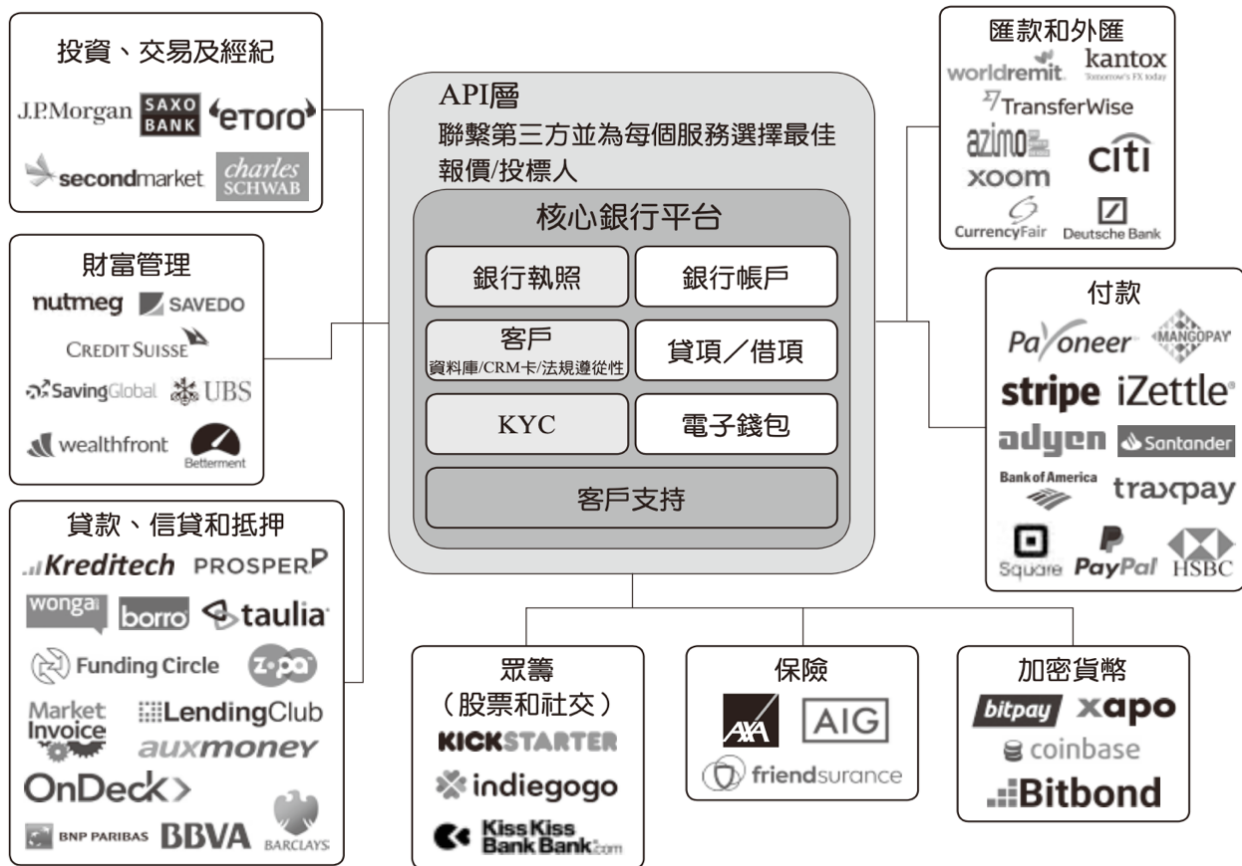 投資、交易及經紀
J.P.Morgan
SAXO
BANK
eTORO
secondmarket
charles
SCHWAB
財富管理
nutmeg
SAVEDO
CREDIT SUISSE
SavingGlobal
UBS
wealthfront
Betterment
貸款、信貸和抵押
Kreditech
PROSPER
wonga
borro
taulia
Funding Circle
zopa
Market
Invoice
LendingClub
auxmoney
OnDeck
BNP PARIBAS
BBVA
BARCLAYS
API層
聯繫第三方並為每個服務選擇最佳
報價/投標人
核心銀行平台
銀行執照
銀行帳戶
客戶
資料庫/CRM卡/法規遵從性
貸項／借項
KYC
電子錢包
客戶支持
匯款和外匯
worldremit
kantox
Tomorrow's FX today
TransferWise
azimo
citi
xoom
CurrencyFair
Deutsche Bank
付款
Payoneer
MANGOPAY
stripe
iZettle
adyen
Santander
Bank of America
traxpay
Square
PayPal
HSBC
眾籌
（股票和社交）
KICKSTARTER
indiegogo
KissKiss
BankBank.com
保險
AXA
AIG
friendsurance
加密貨幣
bitpay
xapo
coinbase
Bitbond